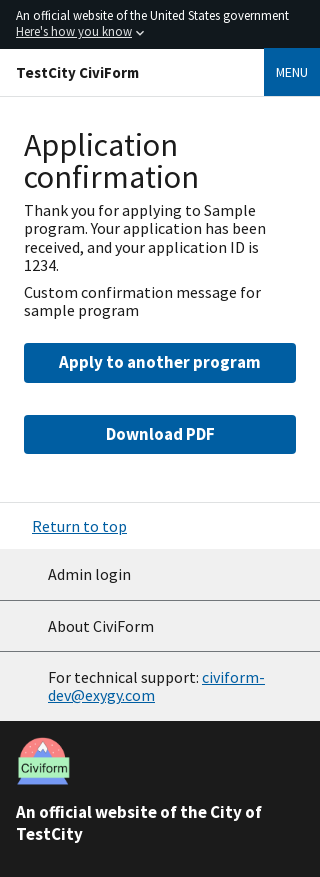 An official website of the United States government
Here's how you know
TestCity CiviForm
MENU
Application
confirmation
Thank you for applying to Sample
program. Your application has been
received, and your application ID is
1234.
Custom confirmation message for
sample program
Apply to another program
Download PDF
Return to top
Admin login
About CiviForm
For technical support: civiform-
dev@exygy.com
Civiform
An official website of the City of
TestCity